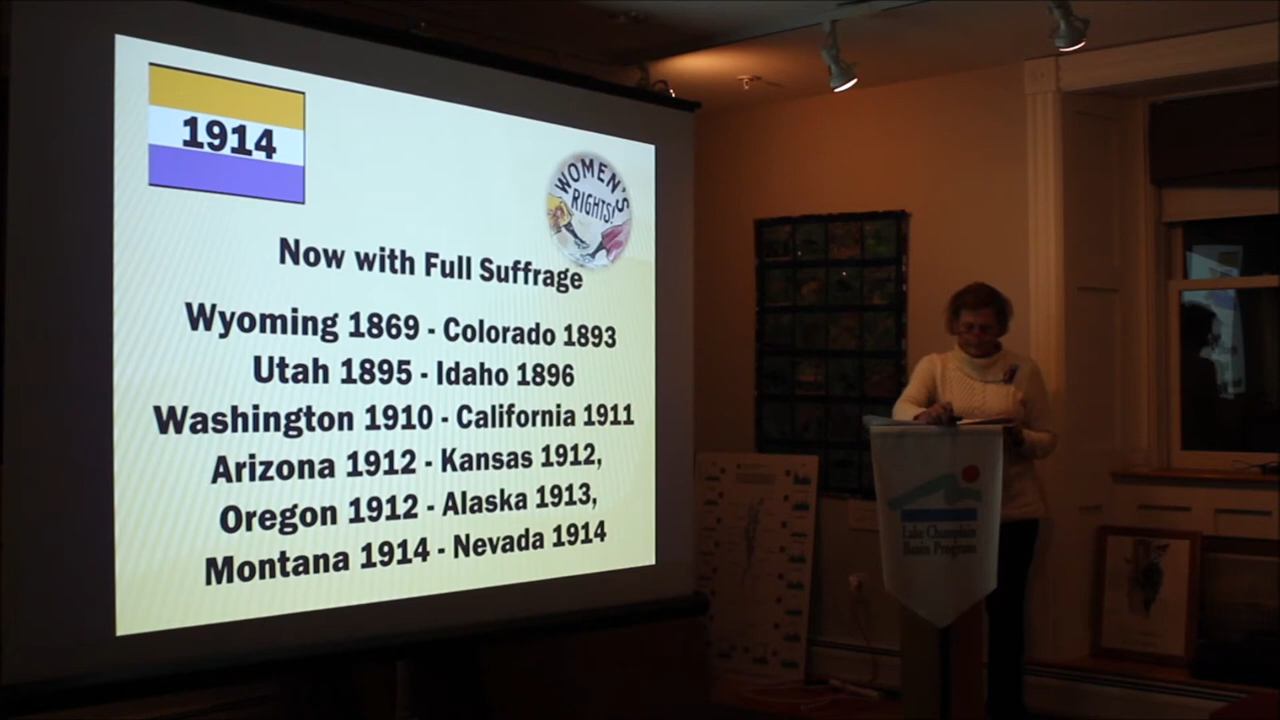 1914
WOMEN'S
RIGHTS!
Now with Full Suffrage
Wyoming 1869 - Colorado 1893
Utah 1895 - Idaho 1896
Washington 1910 - California 1911
Arizona 1912 - Kansas 1912,
Oregon 1912 - Alaska 1913,
Montana 1914 - Nevada 1914
Lake Champlain
Basin Program